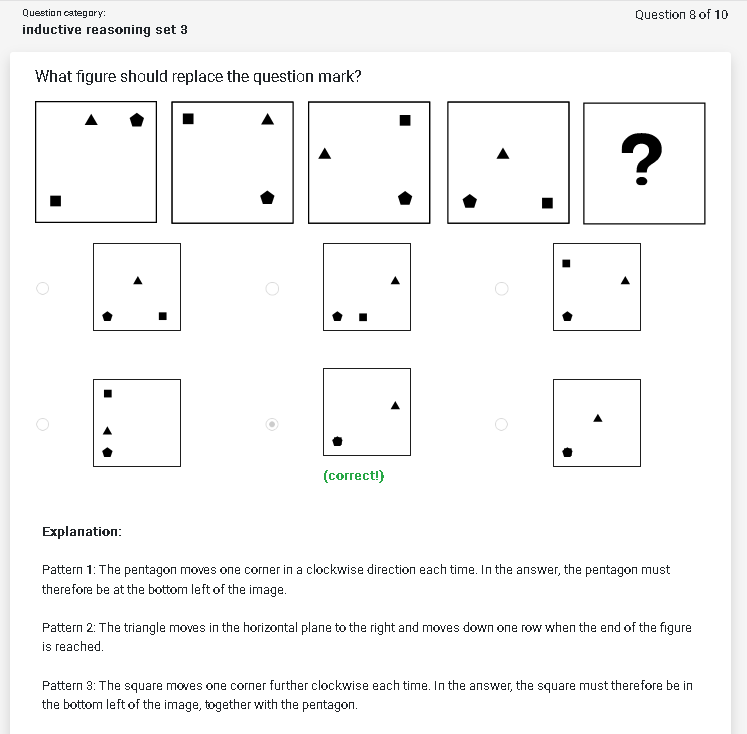 Question category:
Question 8 of 10
inductive reasoning set 3
What figure should replace the question mark?
?
(correct!)
Explanation:
Pattern 1: The pentagon moves one corner in a clockwise direction each time. In the answer, the pentagon must
therefore be at the bottom left of the image.
Pattern 2: The triangle moves in the horizontal plane to the right and moves down one row when the end of the figure
is reached.
Pattern 3: The square moves one corner further clockwise each time. In the answer, the square must therefore be in
the bottom left of the image, together with the pentagon.